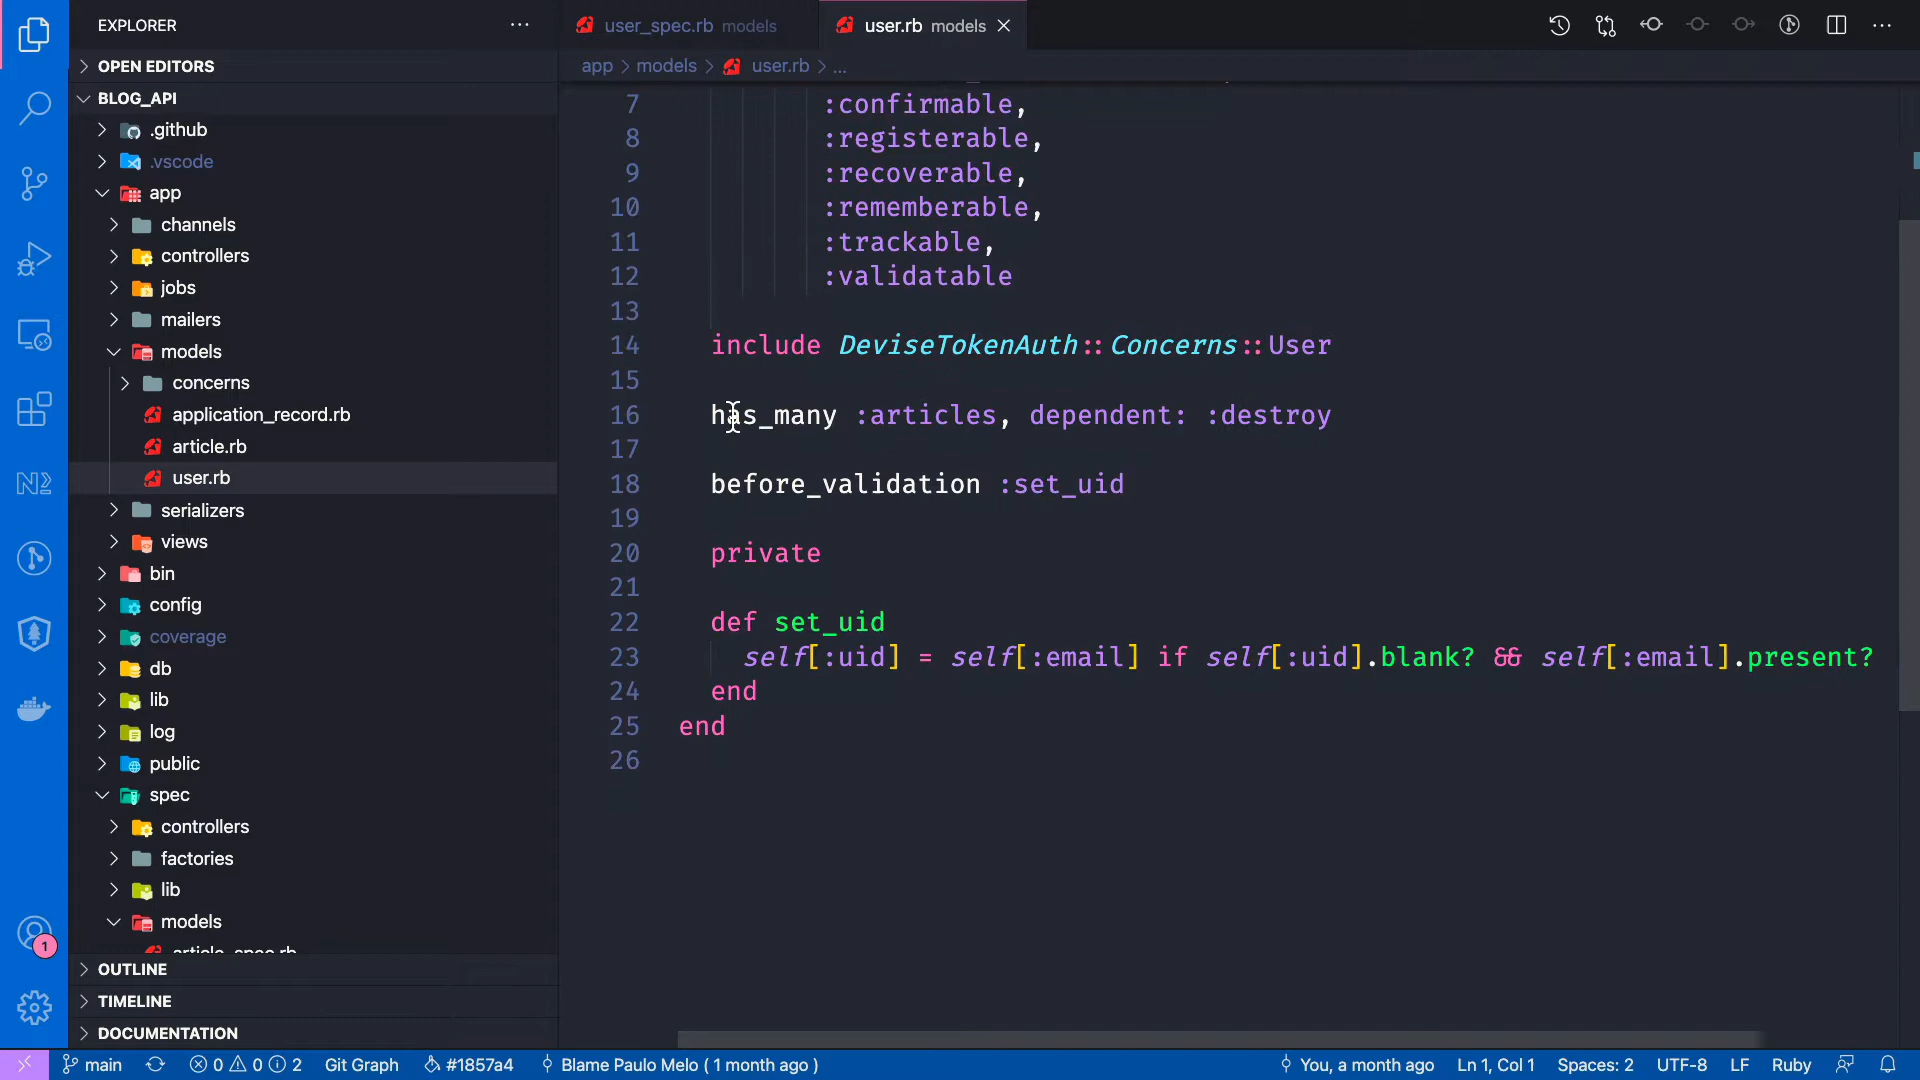 EXPLORER
OPEN EDITORS
BLOG_API
.github
.vscode
app
channels
controllers
jobs
mailers
models
concerns
application_record.rb
article.rb
user.rb
serializers
views
bin
config
coverage
db
lib
log
public
spec
controllers
factories
lib
models
article_spec.rb
OUTLINE
TIMELINE
DOCUMENTATION
user_spec.rb models
user.rb models
app > models > user.rb > ...
7 :confirmable,
8 :registerable,
9 :recoverable,
10 :rememberable,
11 :trackable,
12 :validatable
13
14 include DeviseTokenAuth::Concerns::User
15
16 has_many :articles, dependent: :destroy
17
18 before_validation :set_uid
19
20 private
21
22 def set_uid
23 self[:uid] = self[:email] if self[:uid].blank? && self[:email].present?
24 end
25 end
26
1
main 0 0 2 Git Graph #1857a4 Blame Paulo Melo ( 1 month ago ) You, a month ago Ln 1, Col 1 Spaces: 2 UTF-8 LF Ruby